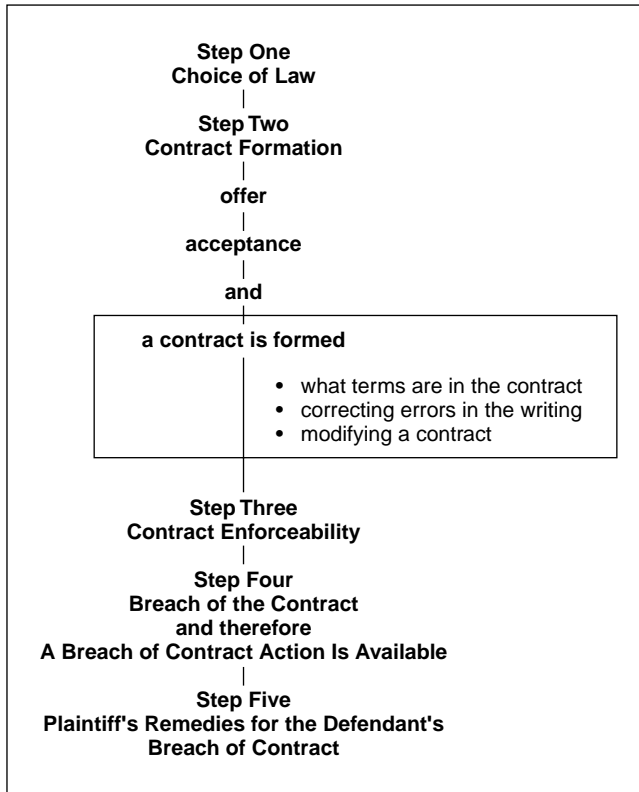 Step One
Choice of Law
Step Two
Contract Formation
offer
acceptance
and
a contract is formed
• what terms are in the contract
• correcting errors in the writing
• modifying a contract
Step Three
Contract Enforceability
Step Four
Breach of the Contract
and therefore
A Breach of Contract Action Is Available
Step Five
Plaintiff's Remedies for the Defendant's
Breach of Contract